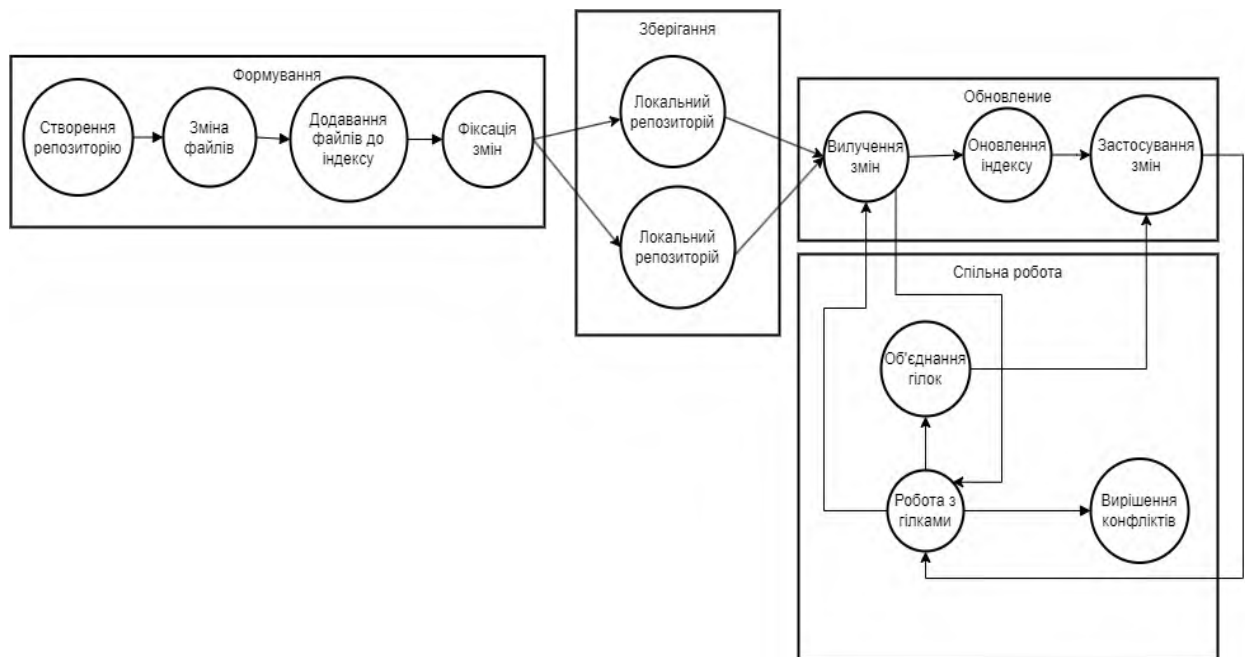 Формування
Створення
репозиторію
Зміна
файлів
Додавання
файлів до
індексу
Фіксація
змін
Зберігання
Локальний
репозиторій
Локальний
репозиторій
Обновление
Вилучення
змін
Оновлення
індексу
Застосування
змін
Спільна робота
Об'єднання
гілок
Робота з
гілками
Вирішення
конфліктів